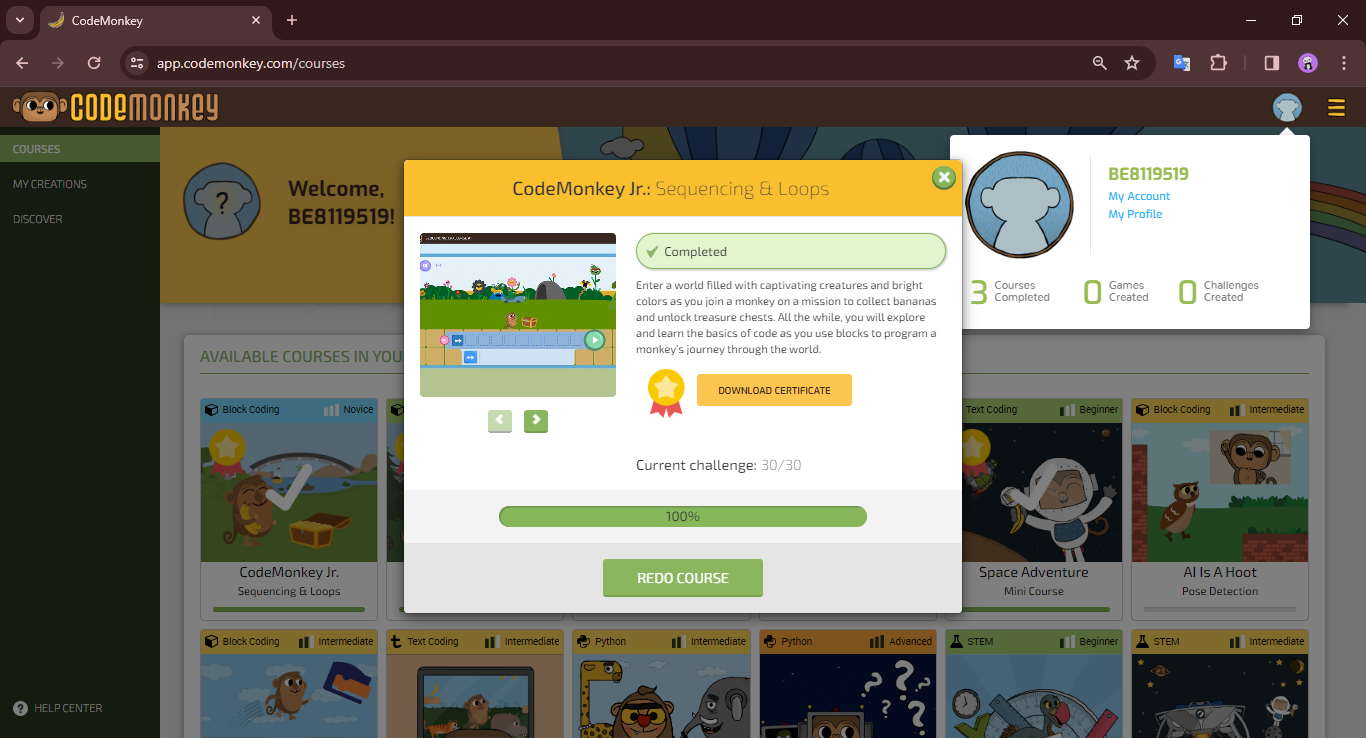 CodeMonkey
app.codemonkey.com/courses
CODEMONKEY
COURSES
MY CREATIONS
DISCOVER
HELP CENTER
?
Welcome,
BE8119519!
BE8119519
My Account
My Profile
3 Courses Completed
0 Games Created
0 Challenges Created
AVAILABLE COURSES IN YOU
CodeMonkey Jr.: Sequencing & Loops
Completed
Enter a world filled with captivating creatures and bright
colors as you join a monkey on a mission to collect bananas
and unlock treasure chests. All the while, you will explore
and learn the basics of code as you use blocks to program a
monkey's journey through the world.
DOWNLOAD CERTIFICATE
Current challenge: 30/30
100%
REDO COURSE
Block Coding Novice
CodeMonkey Jr.
Sequencing & Loops
Text Coding Beginner
Space Adventure
Mini Course
Block Coding Intermediate
AI Is A Hoot
Pose Detection
Block Coding Intermediate
Text Coding Intermediate
Python Intermediate
Python Advanced
? ? ?
STEM Beginner
STEM Intermediate